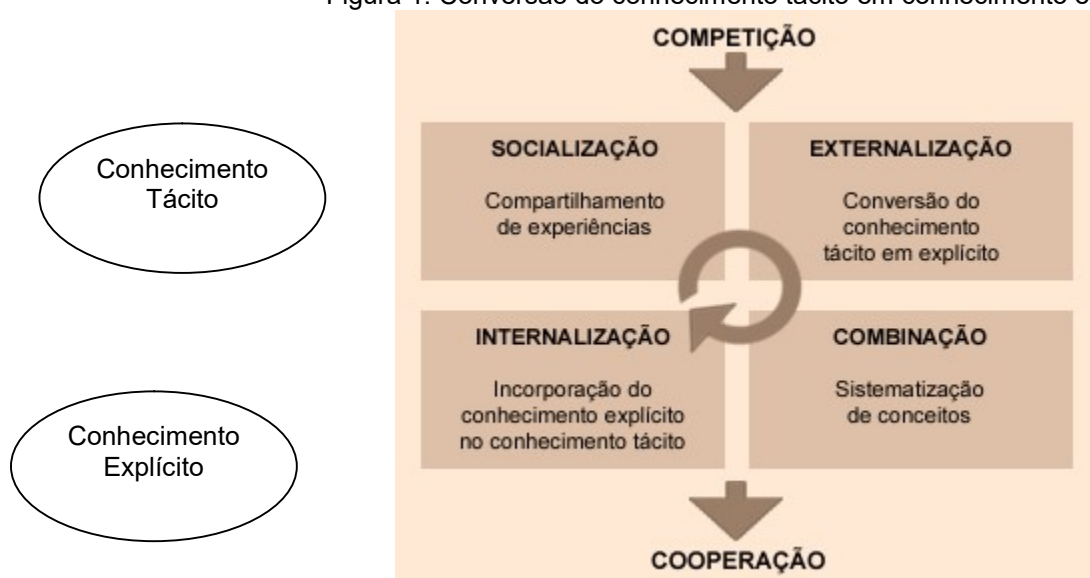 Figura 1: Conversão do conhecimento tácito em conhecimento
COMPETIÇÃO
Conhecimento
Tácito
SOCIALIZAÇÃO
Compartilhamento
de experiências
EXTERNALIZAÇÃO
Conversão do
conhecimento
tácito em explícito
Conhecimento
Explícito
INTERNALIZAÇÃO
Incorporação do
conhecimento explícito
no conhecimento tácito
COMBINAÇÃO
Sistematização
de conceitos
COOPERAÇÃO